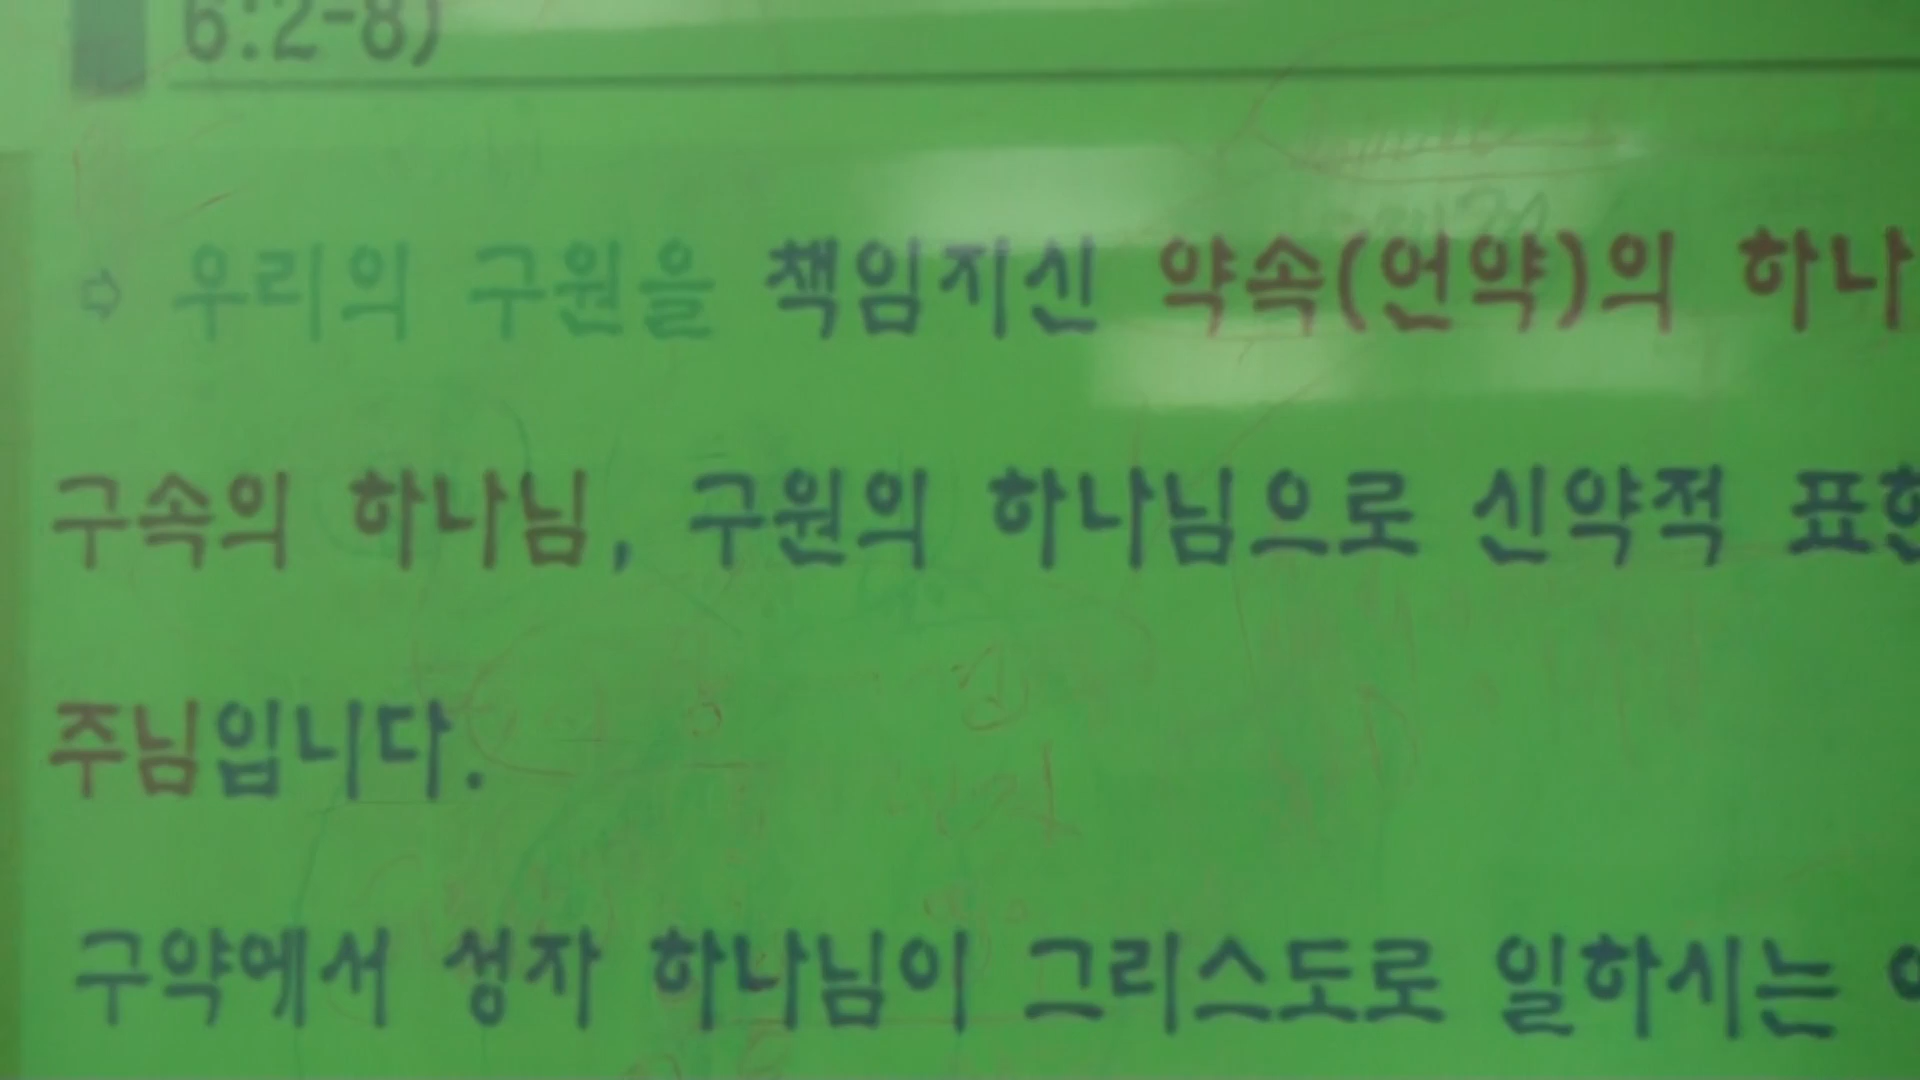 6:2-8)
⇨ 우리의 구원을 책임지신 약속(언약)의 하나
구속의 하나님, 구원의 하나님으로 신약적 표현
주님입니다.
구약에서 성자 하나님이 그리스도로 일하시는